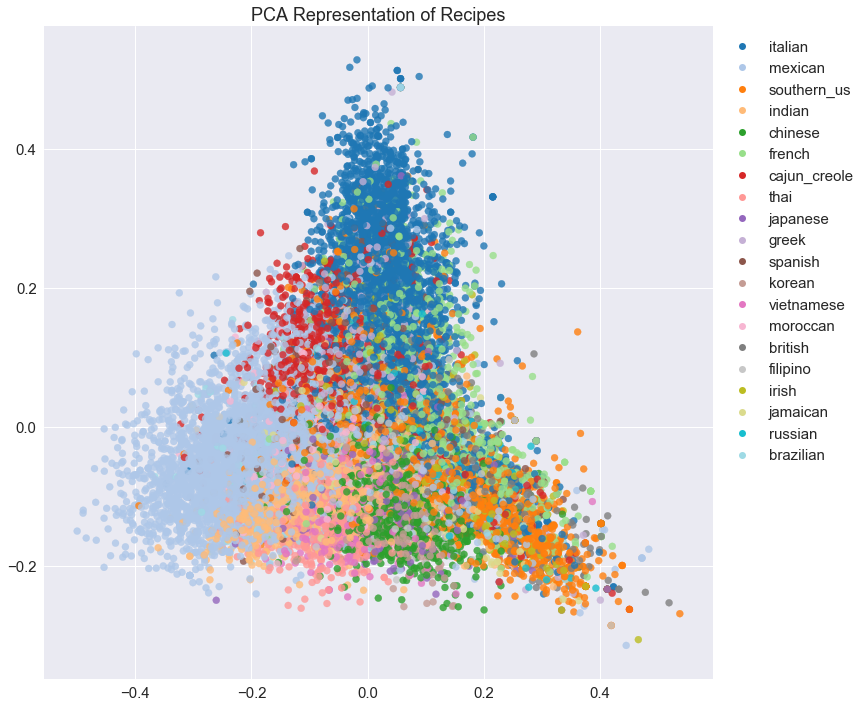 PCA Representation of Recipes
0.4
0.2
0.0
−0.2
−0.4
−0.2
0.0
0.2
0.4
italian
mexican
southern_us
indian
chinese
french
cajun_creole
thai
japanese
greek
spanish
korean
vietnamese
moroccan
british
filipino
irish
jamaican
russian
brazilian